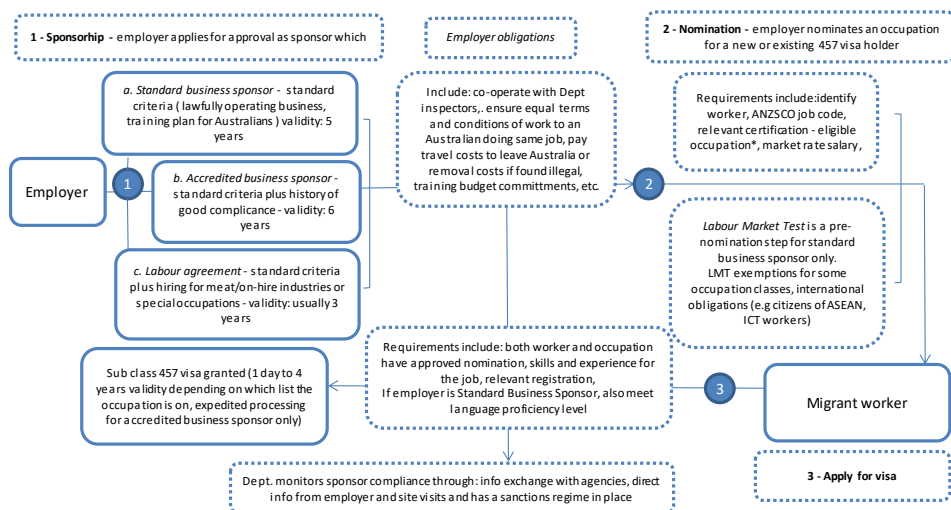 1 - Sponsorhip - employer applies for approval as sponsor which
Employer obligations
2 - Nomination - employer nominates an occupation
for a new or existing 457 visa holder
a. Standard business sponsor - standard
criteria ( lawfully operating business,
training plan for Australians ) validity: 5
years
Include: co-operate with Dept
inspectors,. ensure equal terms
and conditions of work to an
Australian doing same job, pay
travel costs to leave Australia or
removal costs if found illegal,
training budget committments, etc.
Requirements include:identify
worker, ANZSCO job code,
relevant certification - eligible
occupation*, market rate salary,
Employer
1
b. Accredited business sponsor -
standard criteria plus history of
good complicance - validity: 6
years
2
c. Labour agreement - standard criteria
plus hiring for meat/on-hire industries or
special occupations - validity: usually 3
years
Labour Market Test is a pre-
nomination step for standard
business sponsor only.
LMT exemptions for some
occupation classes, international
obligations (e.g citizens of ASEAN,
ICT workers)
Sub class 457 visa granted (1 day to 4
years validity depending on which list the
occupation is on, expedited processing
for accredited business sponsor only)
Requirements include: both worker and occupation
have approved nomination, skills and experience for
the job, relevant registration,
If employer is Standard Business Sponsor, also meet
language proficiency level
3
Migrant worker
3 - Apply for visa
Dept. monitors sponsor compliance through: info exchange with agencies, direct
info from employer and site visits and has a sanctions regime in place